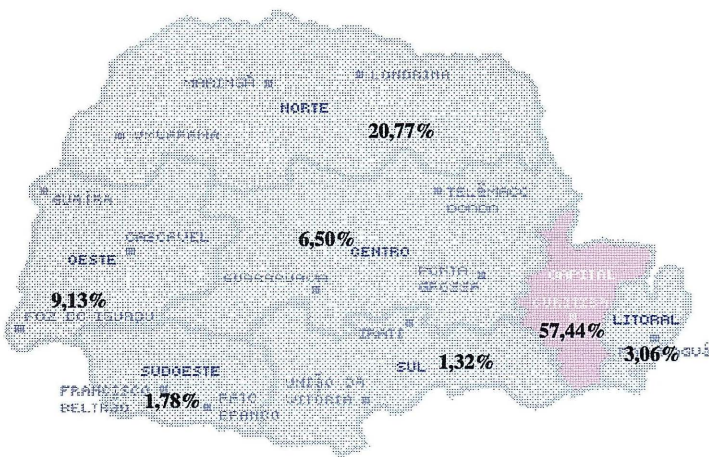 LONDRINA
MARINGÁ
NORTE
20,77%
UMUARAMA
GUAÍRA
TELÊMACO
BORBA
CASCAVEL
6,50%
CENTRO
OESTE
GUARAPUAVA
PONTA
GROSSA
CAPITAL
CURITIBA
9,13%
FOZ DO IGUAÇU
LITORAL
57,44%
IRATI
3,06%
SUDOESTE
SUL
1,32%
FRANCISCO
BELTRÃO
1,78%
PATO
BRANCO
UNIÃO DA
VITÓRIA